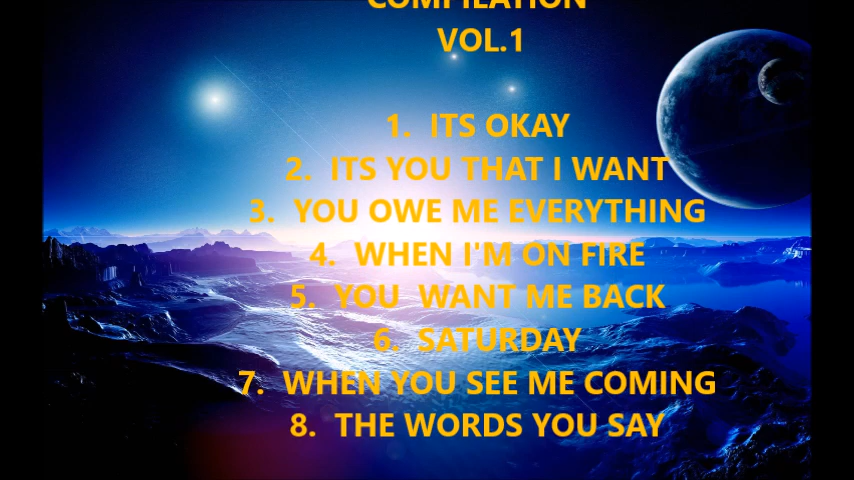 COMPILATION
VOL.1
1. ITS OKAY
2. ITS YOU THAT I WANT
3. YOU OWE ME EVERYTHING
4. WHEN I'M ON FIRE
5. YOU WANT ME BACK
6. SATURDAY
7. WHEN YOU SEE ME COMING
8. THE WORDS YOU SAY